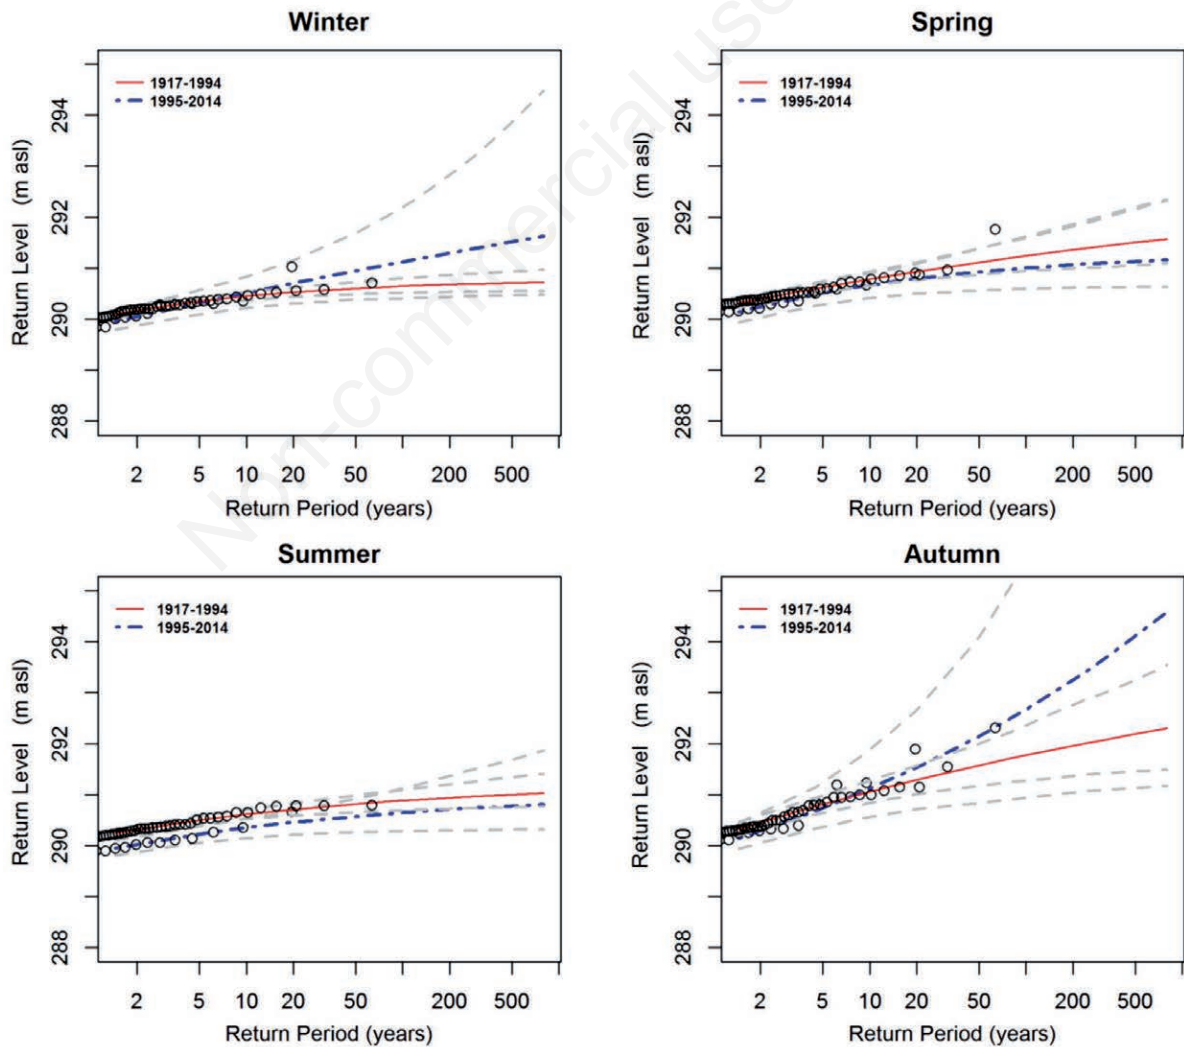 Winter
1917-1994
1995-2014
Return Level (m asl)
294
292
290
288
2 5 10 20 50 200 500
Return Period (years)
Spring
1917-1994
1995-2014
Return Level (m asl)
294
292
290
288
2 5 10 20 50 200 500
Return Period (years)
Summer
1917-1994
1995-2014
Return Level (m asl)
294
292
290
288
2 5 10 20 50 200 500
Return Period (years)
Autumn
1917-1994
1995-2014
Return Level (m asl)
294
292
290
288
2 5 10 20 50 200 500
Return Period (years)
Non-commercial use